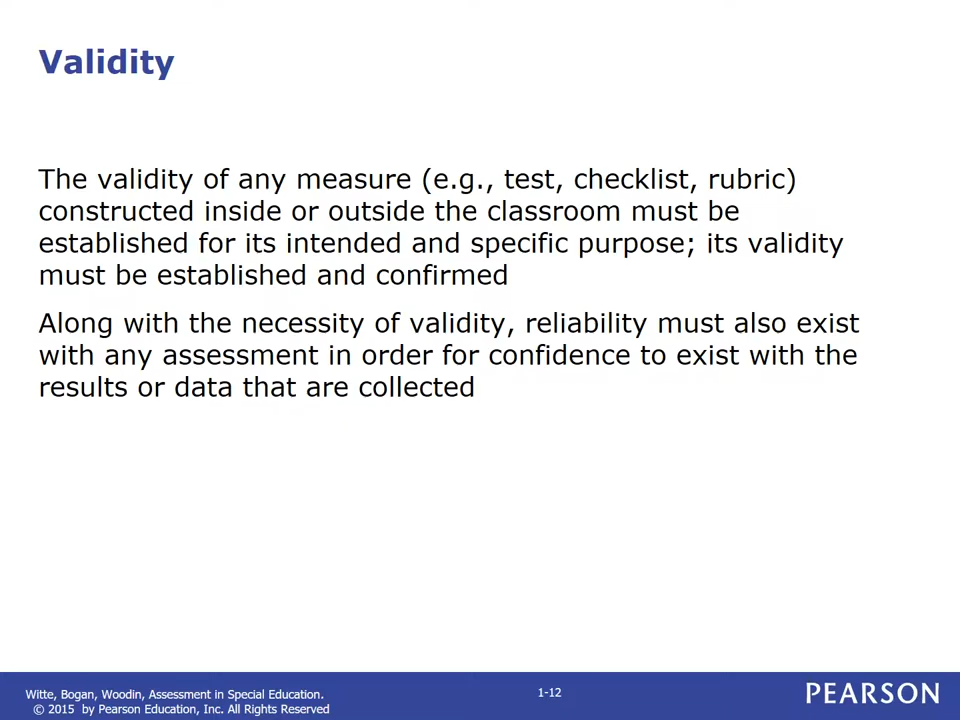 Validity
The validity of any measure (e.g., test, checklist, rubric)
constructed inside or outside the classroom must be
established for its intended and specific purpose; its validity
must be established and confirmed
Along with the necessity of validity, reliability must also exist
with any assessment in order for confidence to exist with the
results or data that are collected
Witte, Bogan, Woodin, Assessment in Special Education.
© 2015  by Pearson Education, Inc. All Rights Reserved
1-12
PEARSON